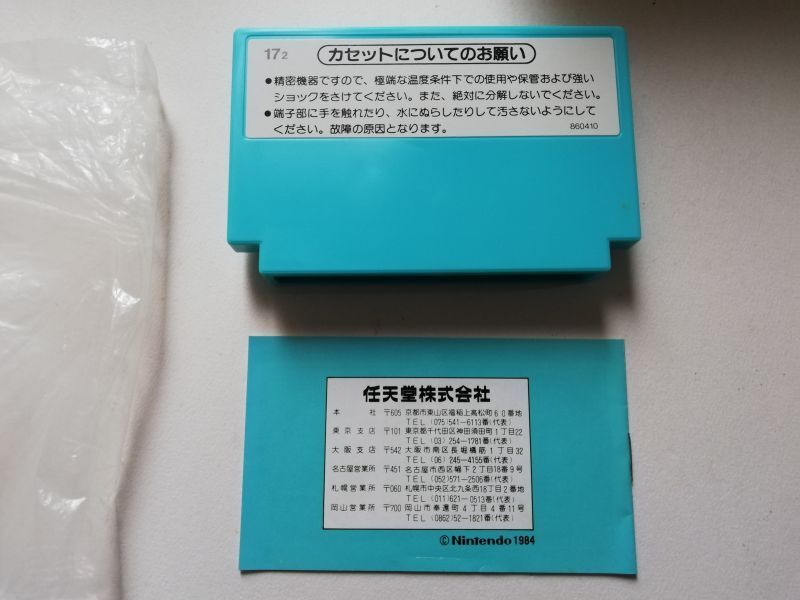 17 2
カセットについてのお願い
●精密機器ですので、極端な温度条件下での使用や保管および強い
ショックをさけてください。また、絶対に分解しないでください。
●端子部に手を触れたり、水にぬらしたりして汚さないようにして
ください。故障の原因となります。
860410
任天堂株式会社
本社 〒605 京都市東山区福稲上高松町60番地
TEL (075)541-6113番(代表)
東京支店 〒101 東京都千代田区神田須田町1丁目22
TEL (03) 254-1781番(代表)
大阪支店 〒542 大阪市南区長堀橋筋1丁目32
TEL (06) 245-4155番(代表)
名古屋営業所 〒451 名古屋市西区幅下2丁目18番9号
TEL (052)571-2506番(代表)
札幌営業所 〒060 札幌市中央区北九条西18丁目2番地
TEL (011)621-0513番(代表)
岡山営業所 〒700 岡山市奉還町4丁目4番11号
TEL (0862)52-1821番(代表)
©Nintendo 1984